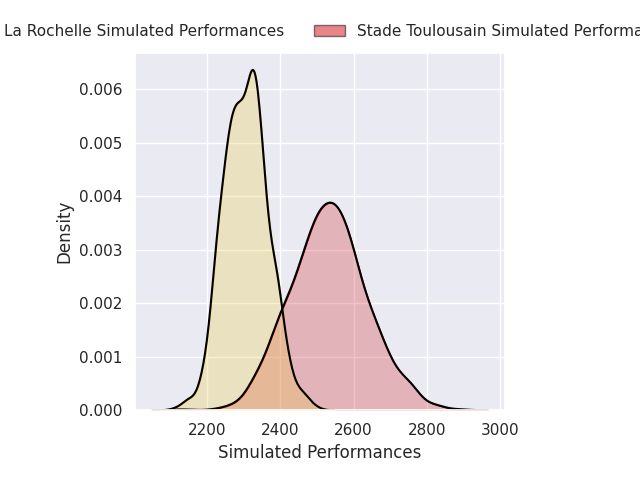 La Rochelle Simulated Performances
Stade Toulousain Simulated Performa
0.006
0.005
0.004
0.003
0.002
0.001
0.000
Density
2200 2400 2600 2800 3000
Simulated Performances